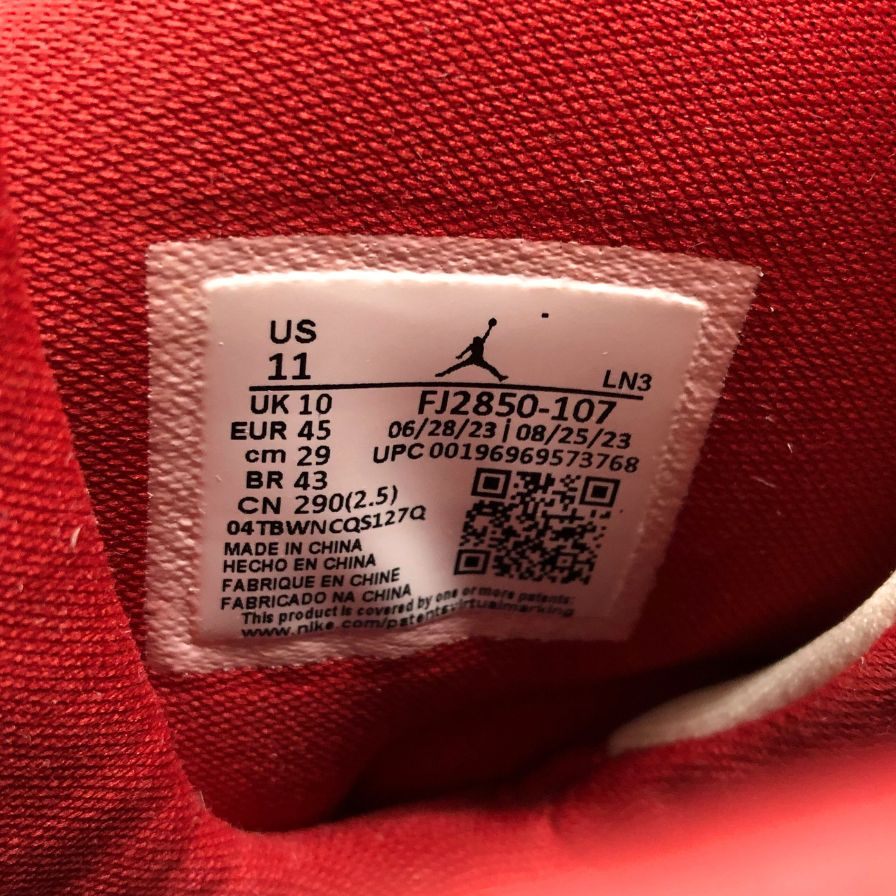 US
11
LN3
UK 10
EUR 45
cm 29
BR 43
CN 290(2.5)
04TBWNCQS127Q
FJ2850-107
06/28/23 | 08/25/23
UPC 00196969573768
MADE IN CHINA
HECHO EN CHINA
FABRIQUE EN CHINE
FABRICADO NA CHINA
This product is covered by one or more patents:
www.nike.com/patentsvirtualmarking